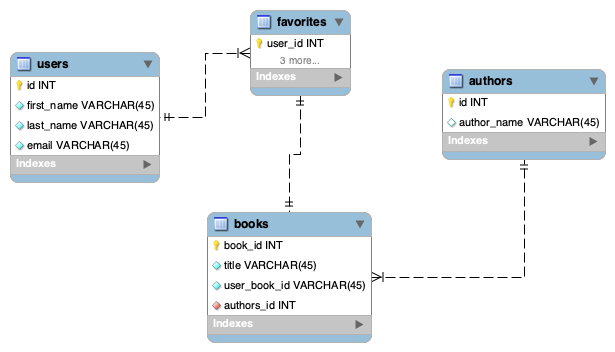 favorites
user_id INT
3 more...
Indexes
users
id INT
first_name VARCHAR(45)
last_name VARCHAR(45)
email VARCHAR(45)
Indexes
authors
id INT
author_name VARCHAR(45)
Indexes
books
book_id INT
title VARCHAR(45)
user_book_id VARCHAR(45)
authors_id INT
Indexes